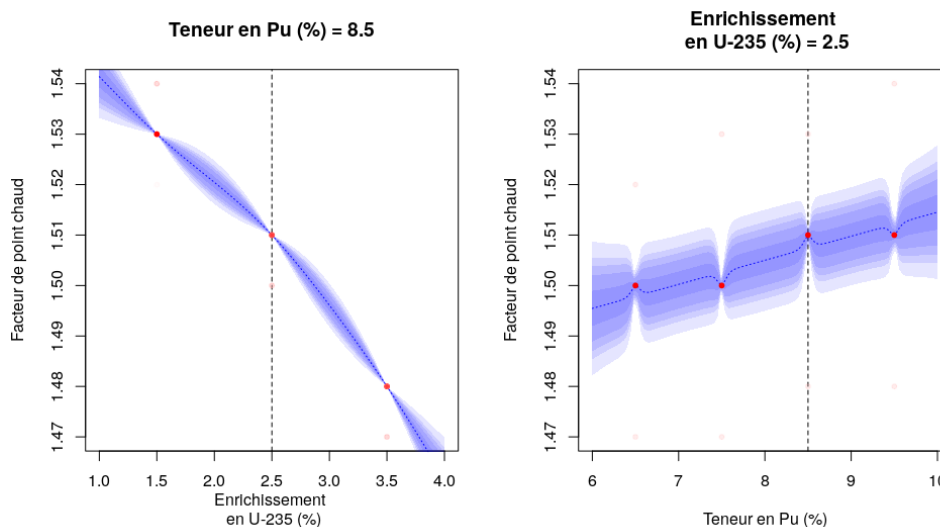 Teneur en Pu (%) = 8.5
Facteur de point chaud
1.54
1.53
1.52
1.51
1.50
1.49
1.48
1.47
1.0 1.5 2.0 2.5 3.0 3.5 4.0
Enrichissement
en U-235 (%)
Enrichissement
en U-235 (%) = 2.5
Facteur de point chaud
1.54
1.53
1.52
1.51
1.50
1.49
1.48
1.47
6 7 8 9 10
Teneur en Pu (%)